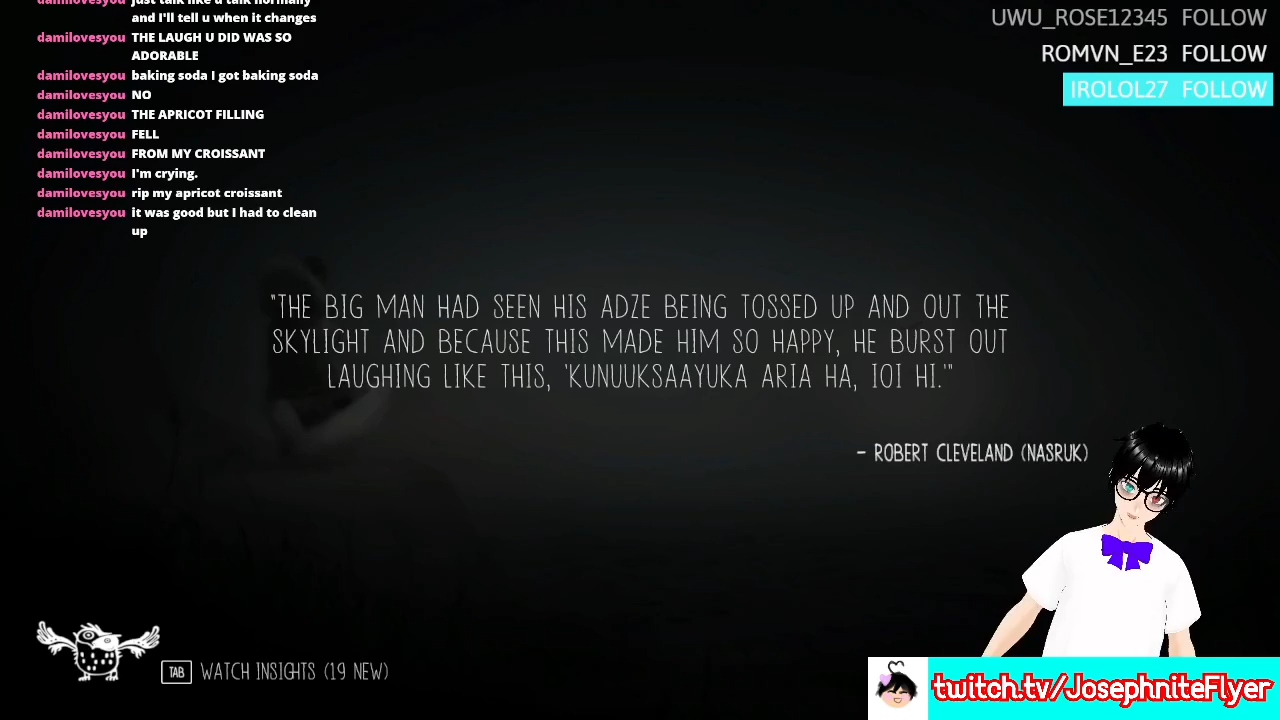 damilovesyou just talk like u talk normally
and I'll tell u when it changes
damilovesyou THE LAUGH U DID WAS SO
ADORABLE
damilovesyou baking soda I got baking soda
damilovesyou NO
damilovesyou THE APRICOT FILLING
damilovesyou FELL
damilovesyou FROM MY CROISSANT
damilovesyou I'm crying.
damilovesyou rip my apricot croissant
damilovesyou it was good but I had to clean
up
UWU_ROSE12345 FOLLOW
ROMVN_E23 FOLLOW
IROLOL27 FOLLOW
"THE BIG MAN HAD SEEN HIS ADZE BEING TOSSED UP AND OUT THE
SKYLIGHT AND BECAUSE THIS MADE HIM SO HAPPY, HE BURST OUT
LAUGHING LIKE THIS, 'KUNUUKSAAYUKA ARIA HA, IOI HI.'"
- ROBERT CLEVELAND (NASRUK)
TAB WATCH INSIGHTS (19 NEW)
twitch.tv/JosephniteFlyer